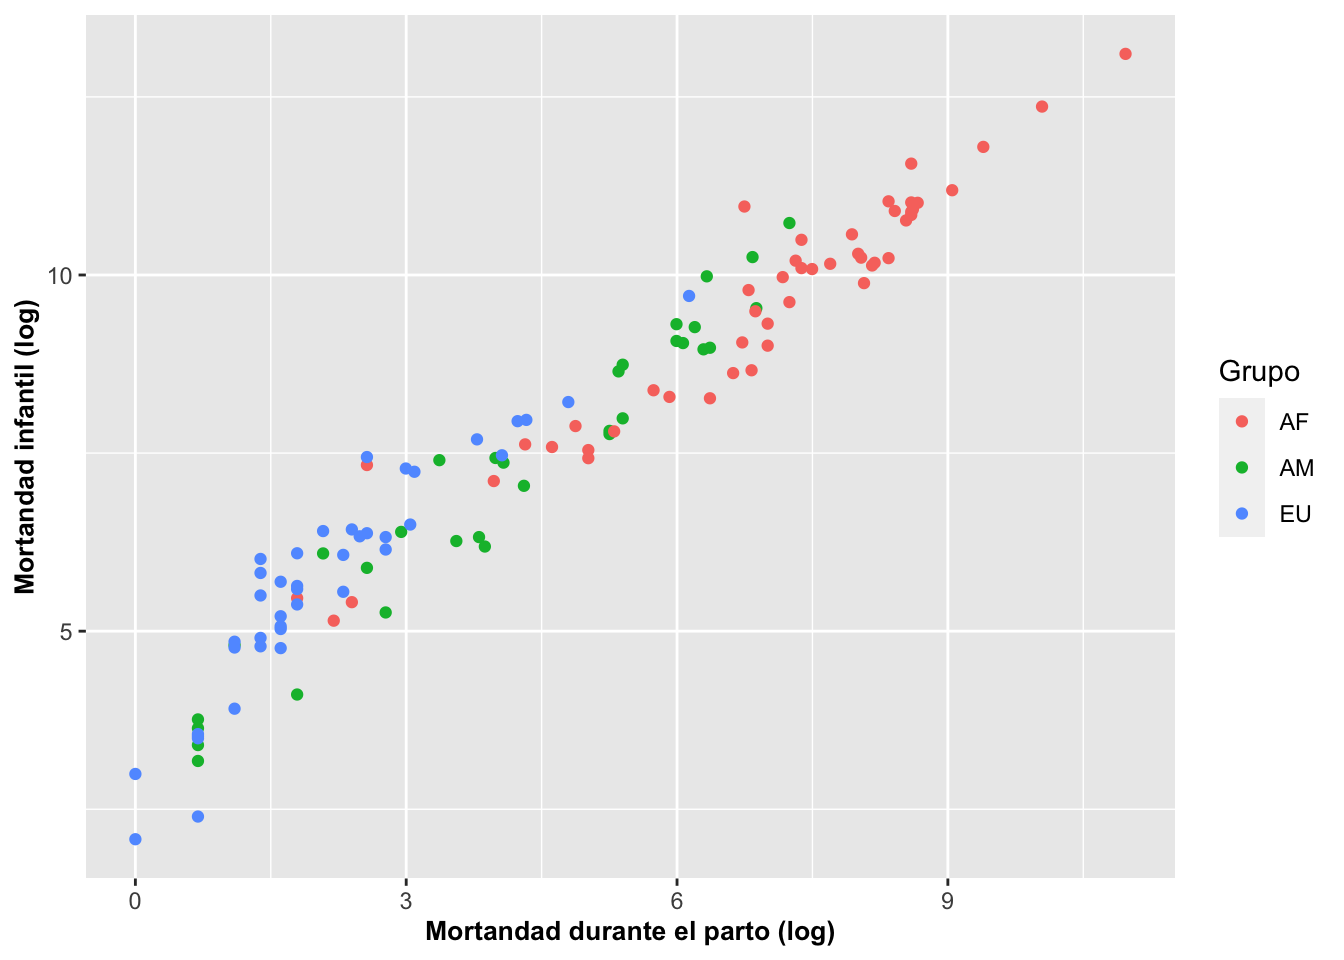 Mortandad infantil (log)
10
5
0
3
6
9
Mortandad durante el parto (log)
Grupo
AF
AM
EU